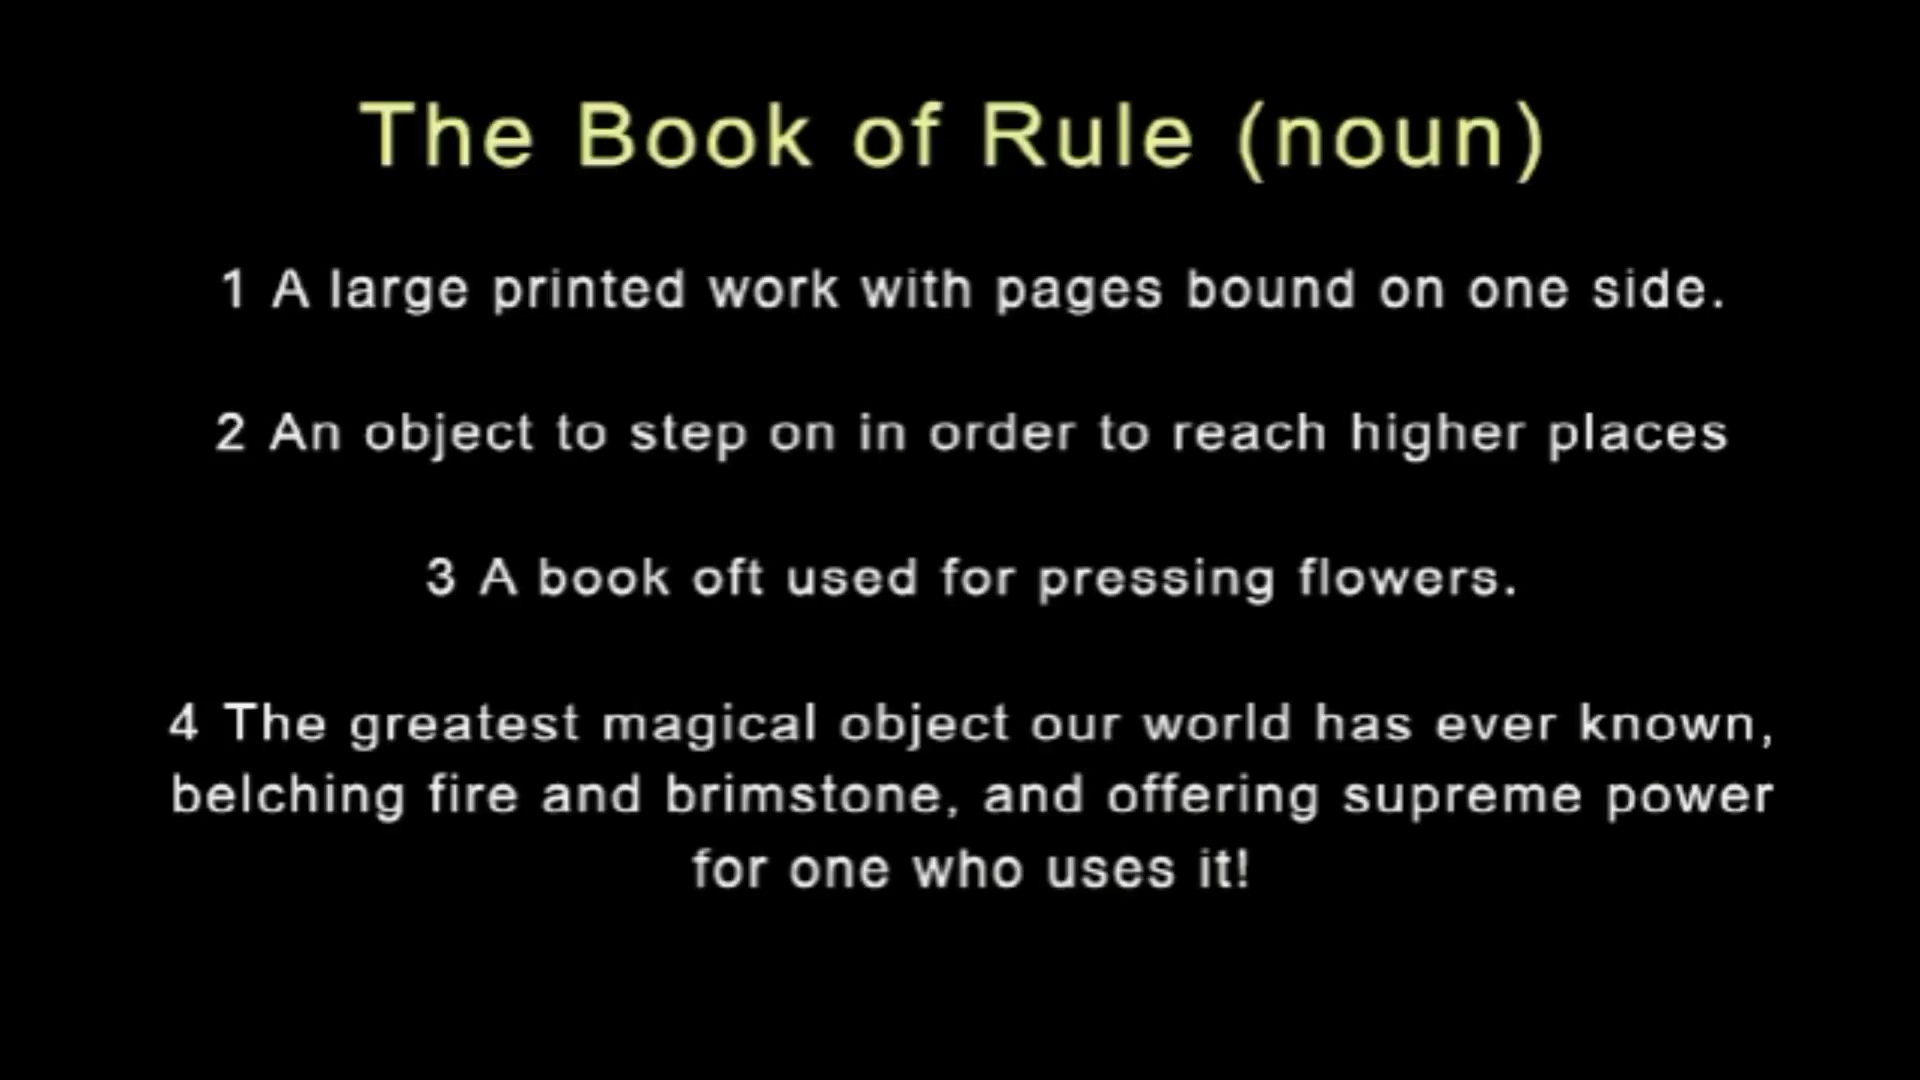 The Book of Rule (noun)
1 A large printed work with pages bound on one side.
2 An object to step on in order to reach higher places
3 A book oft used for pressing flowers.
4 The greatest magical object our world has ever known,
belching fire and brimstone, and offering supreme power
for one who uses it!